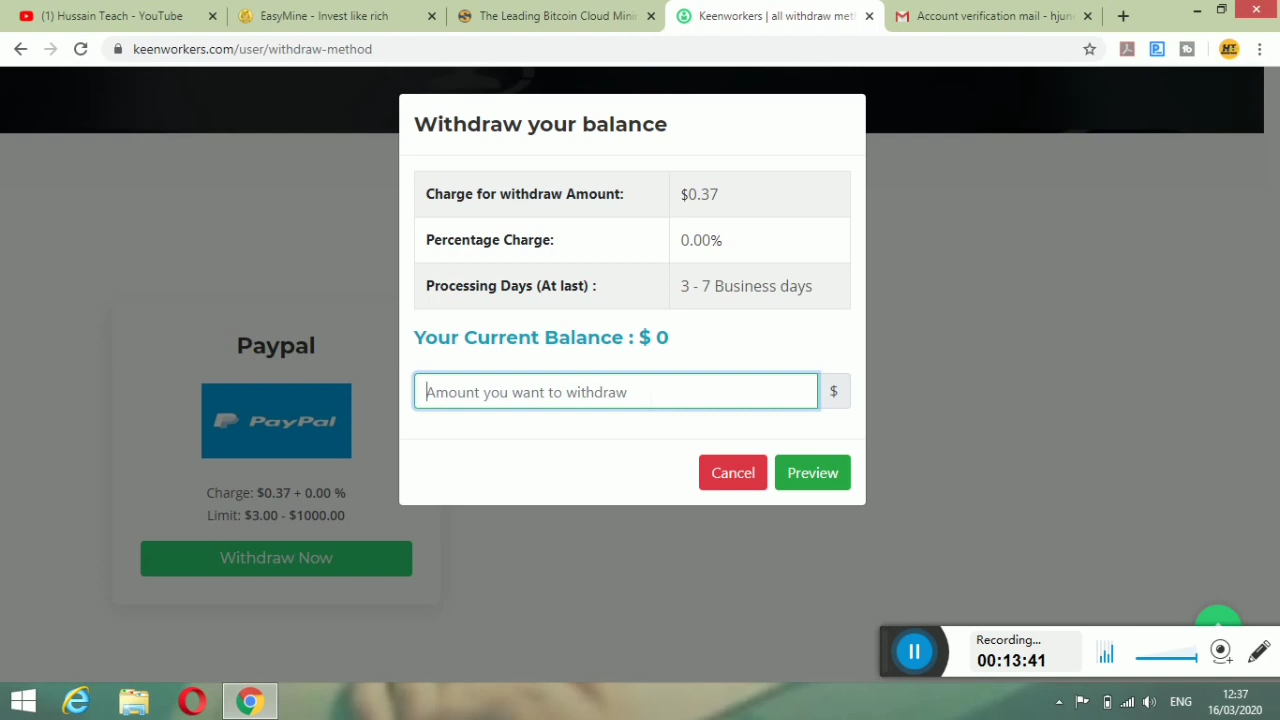 (1) Hussain Teach - YouTube
EasyMine - Invest like rich
The Leading Bitcoin Cloud Mini
Keenworkers | all withdraw met
Account verification mail - hjun
keenworkers.com/user/withdraw-method
Withdraw your balance
Charge for withdraw Amount: $0.37
Percentage Charge: 0.00%
Processing Days (At last) : 3 - 7 Business days
Your Current Balance : $ 0
Amount you want to withdraw $
Cancel Preview
Paypal
PayPal
Charge: $0.37 + 0.00 %
Limit: $3.00 - $1000.00
Withdraw Now
Recording...
00:13:41
ENG
12:37
16/03/2020